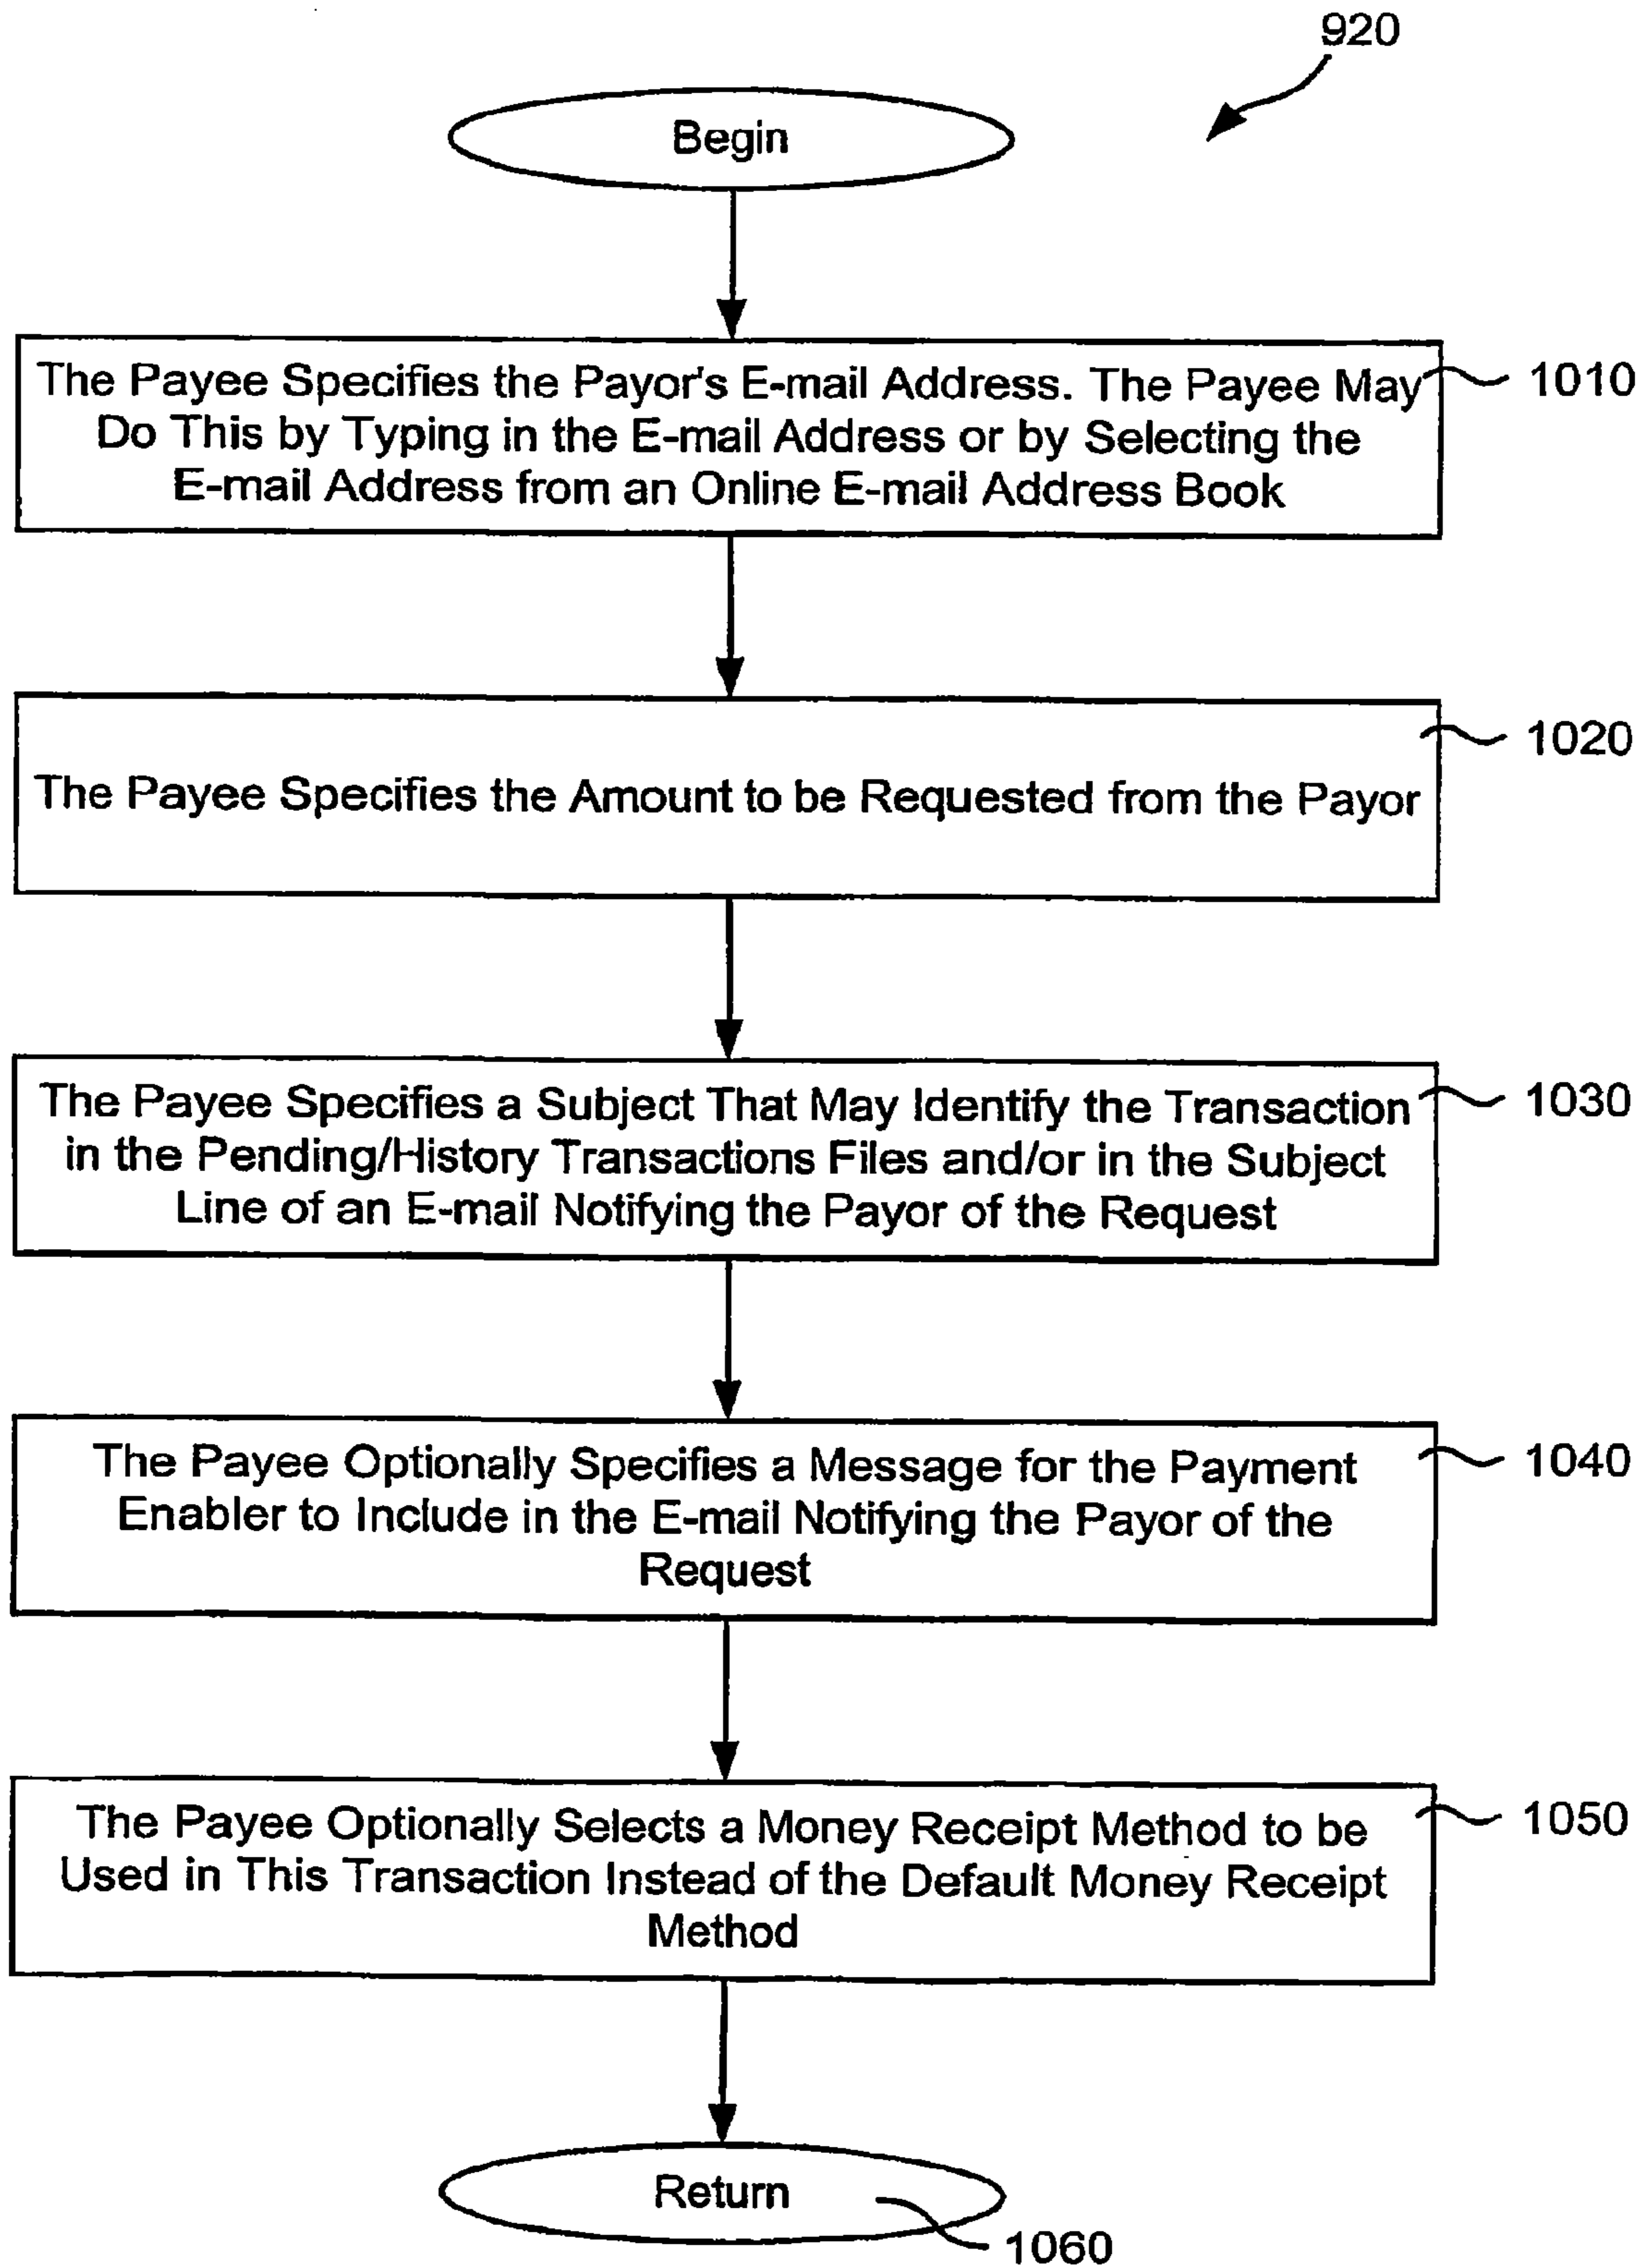 920
Begin
The Payee Specifies the Payor's E-mail Address. The Payee May
Do This by Typing in the E-mail Address or by Selecting the
E-mail Address from an Online E-mail Address Book
1010
The Payee Specifies the Amount to be Requested from the Payor
1020
The Payee Specifies a Subject That May Identify the Transaction
in the Pending/History Transactions Files and/or in the Subject
Line of an E-mail Notifying the Payor of the Request
1030
The Payee Optionally Specifies a Message for the Payment
Enabler to Include in the E-mail Notifying the Payor of the
Request
1040
The Payee Optionally Selects a Money Receipt Method to be
Used in This Transaction Instead of the Default Money Receipt
Method
1050
Return
1060